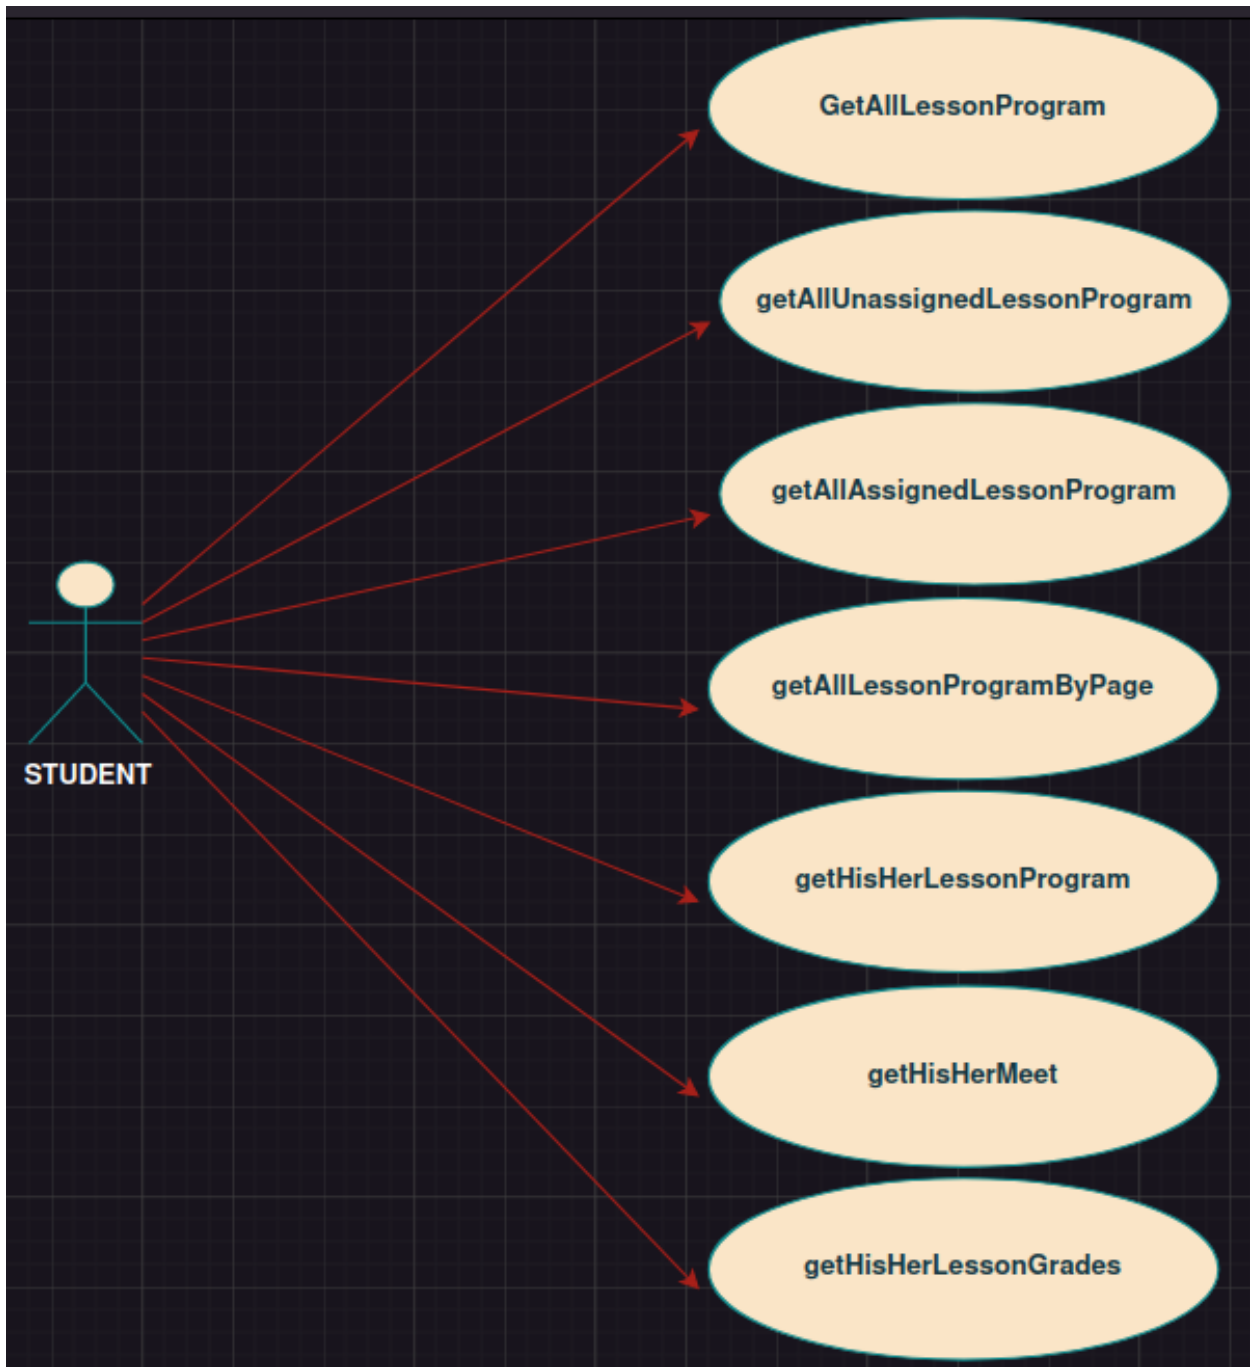 GetAllLessonProgram
getAllUnassignedLessonProgram
getAllAssignedLessonProgram
getAllLessonProgramByPage
STUDENT
getHisHerLessonProgram
getHisHerMeet
getHisHerLessonGrades